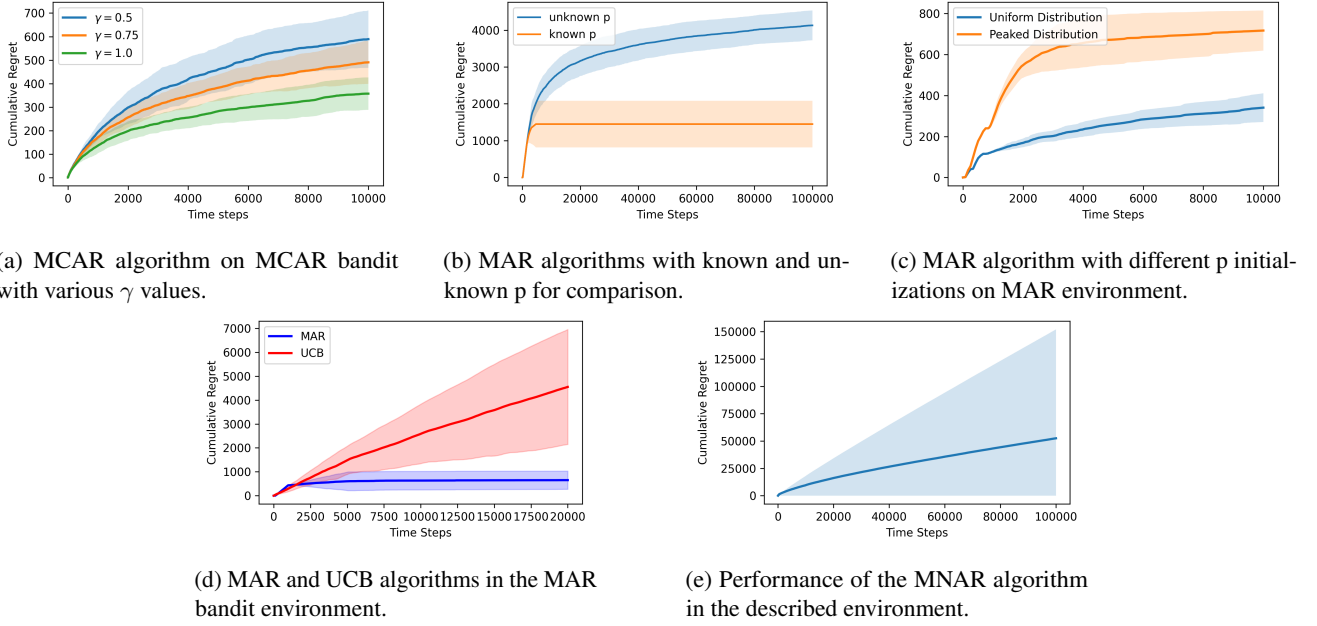 700
600
500
400
300
200
100
0
Cumulative Regret
γ = 0.5
γ = 0.75
γ = 1.0
0 2000 4000 6000 8000 10000
Time steps
4000
3000
2000
1000
0
Cumulative Regret
unknown p
known p
0 20000 40000 60000 80000 100000
Time Steps
800
600
400
200
0
Cumulative Regret
Uniform Distribution
Peaked Distribution
0 2000 4000 6000 8000 10000
Time Steps
(a) MCAR algorithm on MCAR bandit
with various γ values.
(b) MAR algorithms with known and un-
known p for comparison.
(c) MAR algorithm with different p initial-
izations on MAR environment.
7000
6000
5000
4000
3000
2000
1000
0
Cumulative Regret
MAR
UCB
0 2500 5000 7500 10000 12500 15000 17500 20000
Time Steps
150000
125000
100000
75000
50000
25000
0
Cumulative Regret
0 20000 40000 60000 80000 100000
Time Steps
(d) MAR and UCB algorithms in the MAR
bandit environment.
(e) Performance of the MNAR algorithm
in the described environment.